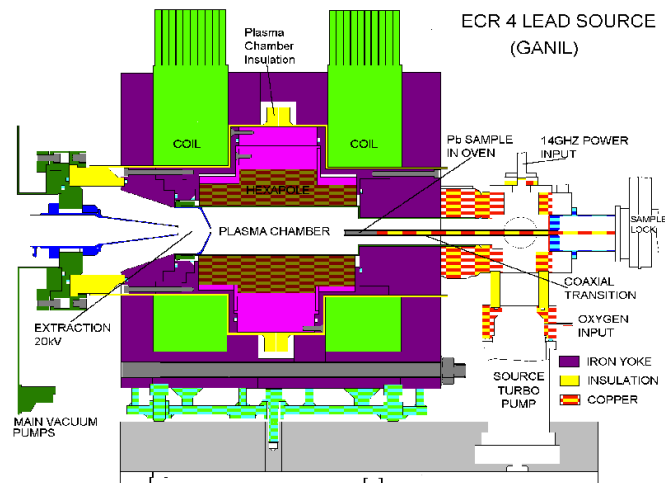 ECR 4 LEAD SOURCE
(GANIL)
Plasma
Chamber
Insulation
COIL
COIL
Pb SAMPLE
IN OVEN
14GHZ POWER
INPUT
HEXAPOLE
PLASMA CHAMBER
SAMPLE
LOCK
COAXIAL
TRANSITION
EXTRACTION
20kV
OXYGEN
INPUT
SOURCE
TURBO
PUMP
IRON YOKE
INSULATION
COPPER
MAIN VACUUM
PUMPS